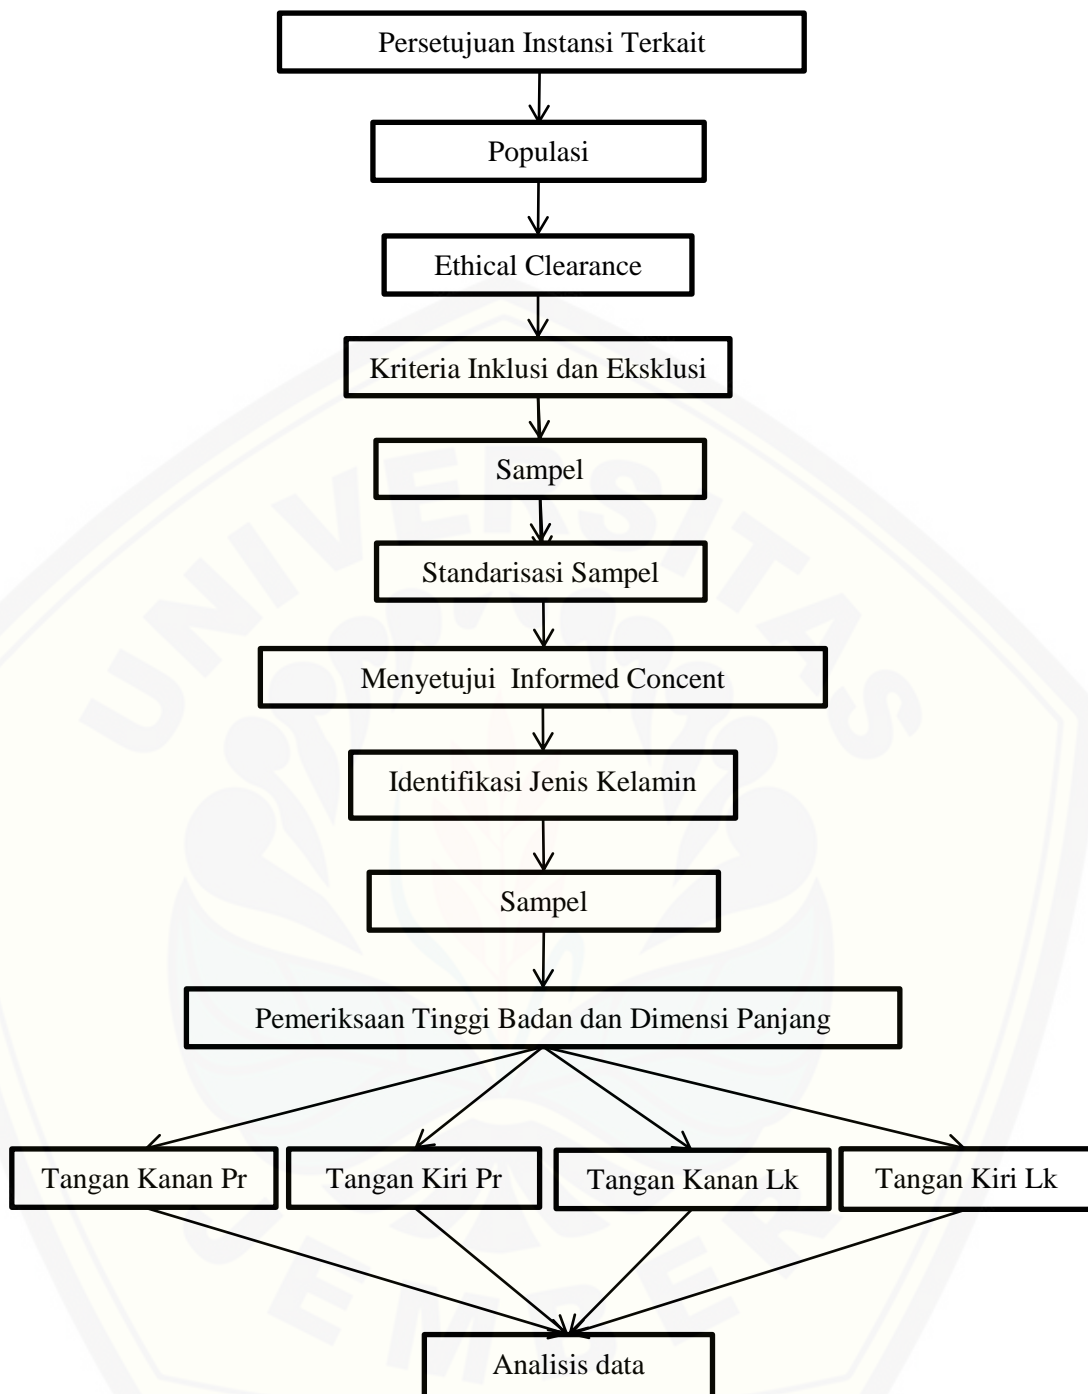 Persetujuan Instansi Terkait
Populasi
Ethical Clearance
Kriteria Inklusi dan Eksklusi
Sampel
Standarisasi Sampel
Menyetujui  Informed Concent
Identifikasi Jenis Kelamin
Sampel
Pemeriksaan Tinggi Badan dan Dimensi Panjang
Tangan Kanan Pr
Tangan Kiri Pr
Tangan Kanan Lk
Tangan Kiri Lk
Analisis data
UNIVERSITAS
JEMBER